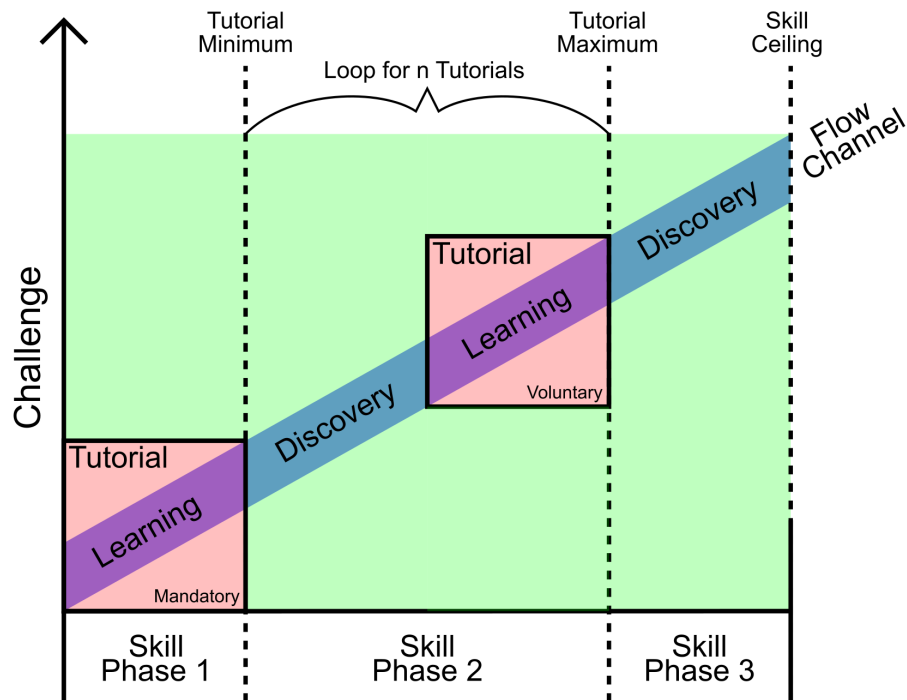 Tutorial
Minimum
Tutorial
Maximum
Skill
Ceiling
Loop for n Tutorials
Flow
Channel
Discovery
Tutorial
Learning
Voluntary
Challenge
Discovery
Tutorial
Learning
Mandatory
Skill
Phase 1
Skill
Phase 2
Skill
Phase 3